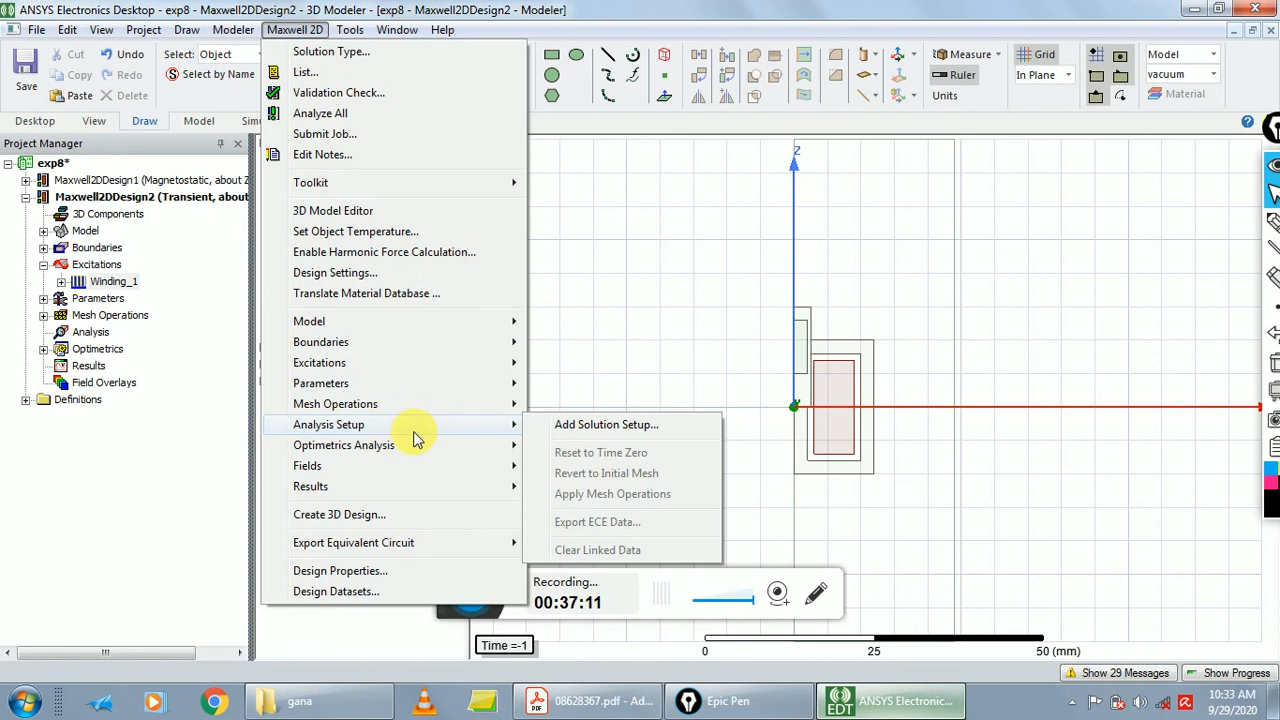 ANSYS Electronics Desktop - exp8 - Maxwell2DDesign2 - 3D Modeler - [exp8 - Maxwell2DDesign2 - Modeler]
File Edit View Project Draw Modeler Maxwell 2D Tools Window Help
Save
Cut Undo
Copy Redo
Paste Delete
Select: Object
Select by Name
Measure
Ruler
Units
Grid
In Plane
Model
vacuum
Material
Desktop View Draw Model
Project Manager
exp8*
Maxwell2DDesign1 (Magnetostatic, about Z
Maxwell2DDesign2 (Transient, about
3D Components
Model
Boundaries
Excitations
Winding_1
Parameters
Mesh Operations
Analysis
Optimetrics
Results
Field Overlays
Definitions
Solution Type...
List...
Validation Check...
Analyze All
Submit Job...
Edit Notes...
Toolkit
3D Model Editor
Set Object Temperature...
Enable Harmonic Force Calculation...
Design Settings...
Translate Material Database ...
Model
Boundaries
Excitations
Parameters
Mesh Operations
Analysis Setup
Optimetrics Analysis
Fields
Results
Create 3D Design...
Export Equivalent Circuit
Design Properties...
Design Datasets...
Add Solution Setup...
Reset to Time Zero
Revert to Initial Mesh
Apply Mesh Operations
Export ECE Data...
Clear Linked Data
Z
Recording...
00:37:11
Time =-1
0 25 50 (mm)
Show 29 Messages Show Progress
gana
08628367.pdf - Ad...
Epic Pen
ANSYS Electronic...
10:33 AM
9/29/2020